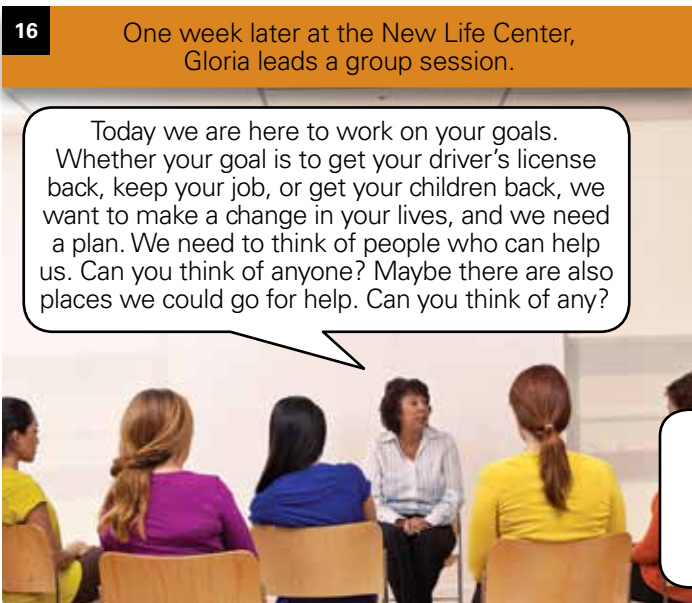 16
One week later at the New Life Center,
Gloria leads a group session.
Today we are here to work on your goals.
Whether your goal is to get your driver's license
back, keep your job, or get your children back, we
want to make a change in your lives, and we need
a plan. We need to think of people who can help
us. Can you think of anyone? Maybe there are also
places we could go for help. Can you think of any?